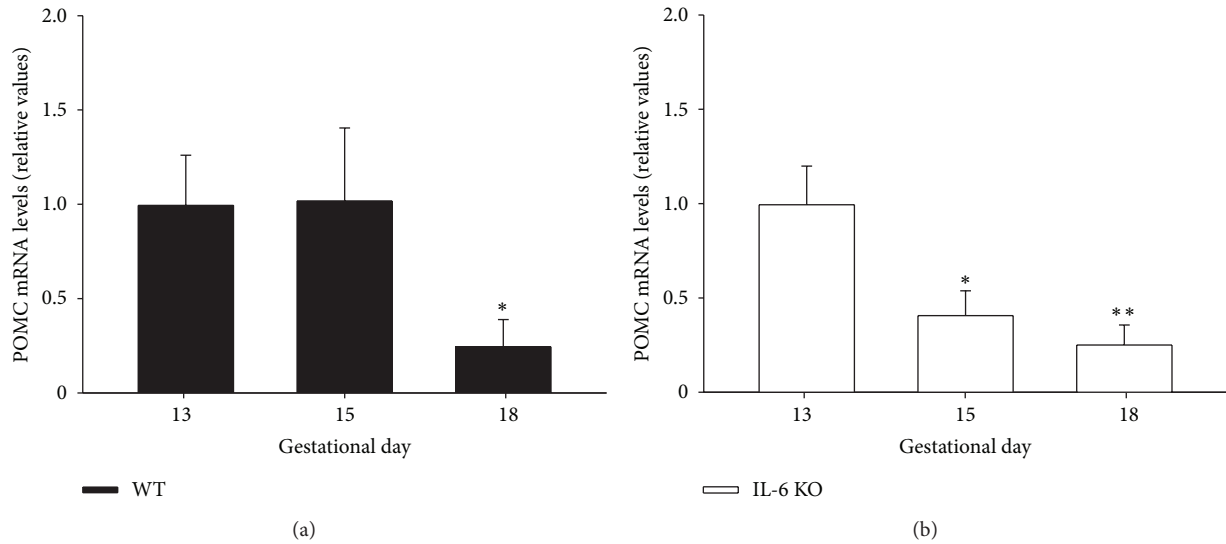 POMC mRNA levels (relative values)
2.0
1.5
1.0
0.5
0
*
13
15
18
Gestational day
WT
(a)
POMC mRNA levels (relative values)
2.0
1.5
1.0
0.5
0
*
**
13
15
18
Gestational day
IL-6 KO
(b)